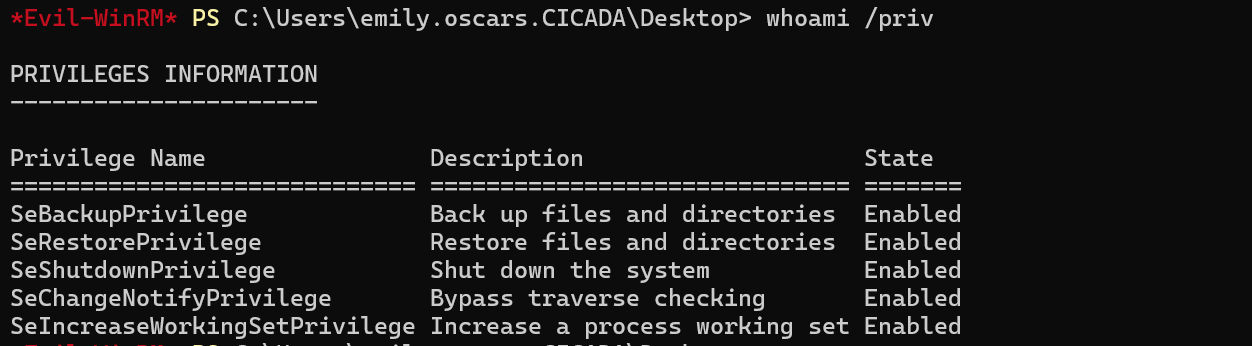 *Evil-WinRM* PS C:\Users\emily.oscars.CICADA\Desktop> whoami /priv
PRIVILEGES INFORMATION
----------------------
Privilege Name                Description                    State
============================= ============================== =======
SeBackupPrivilege             Back up files and directories  Enabled
SeRestorePrivilege            Restore files and directories  Enabled
SeShutdownPrivilege           Shut down the system           Enabled
SeChangeNotifyPrivilege       Bypass traverse checking       Enabled
SeIncreaseWorkingSetPrivilege Increase a process working set Enabled